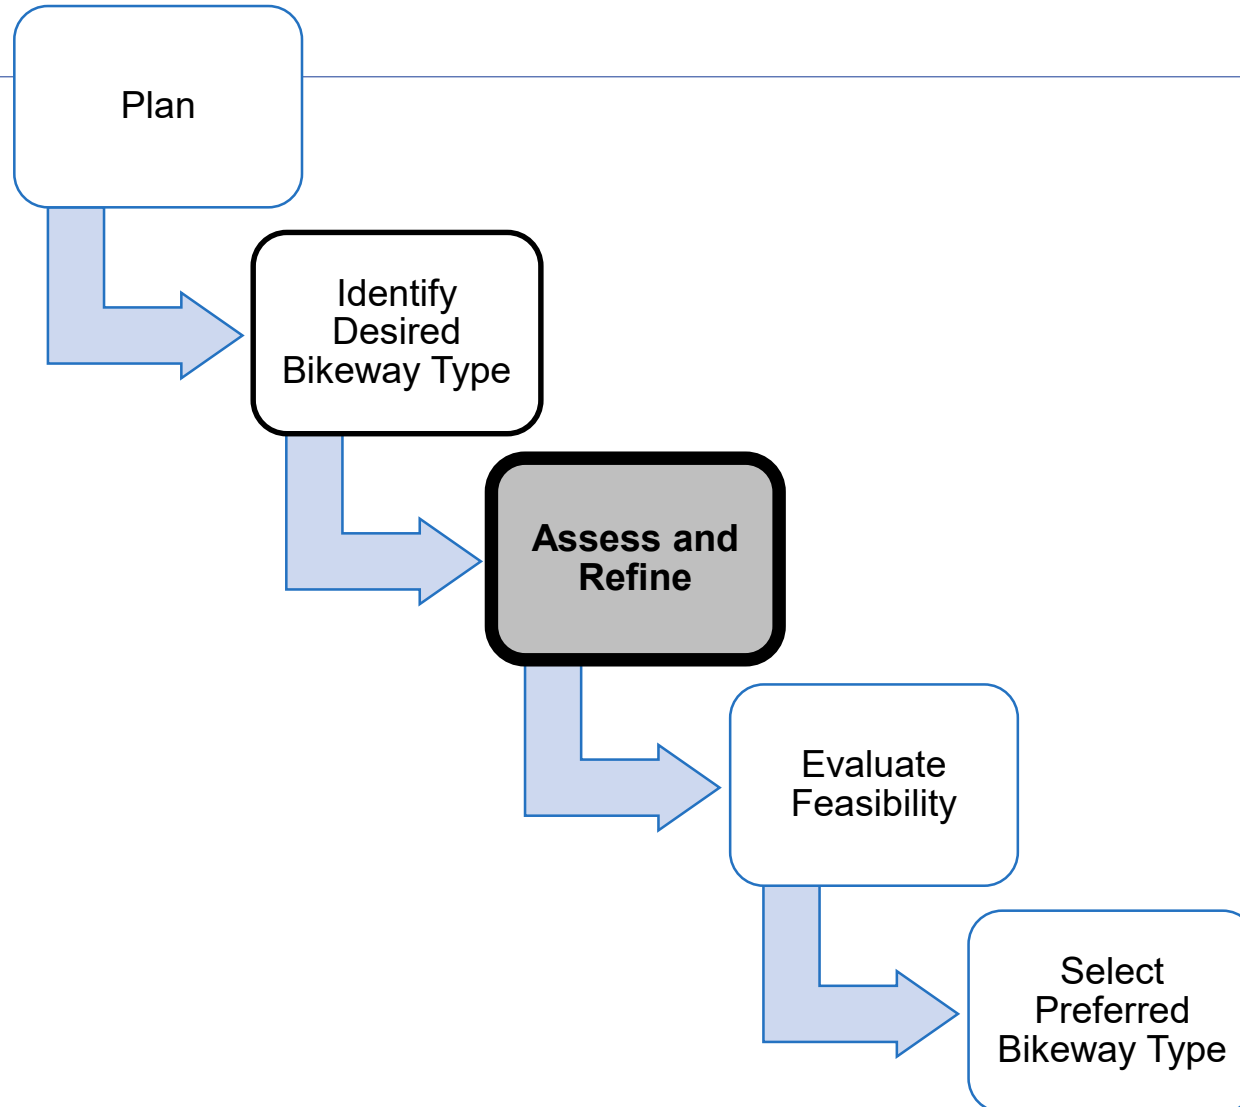 Plan
Identify
Desired
Bikeway Type
Assess and
Refine
Evaluate
Feasibility
Select
Preferred
Bikeway Type